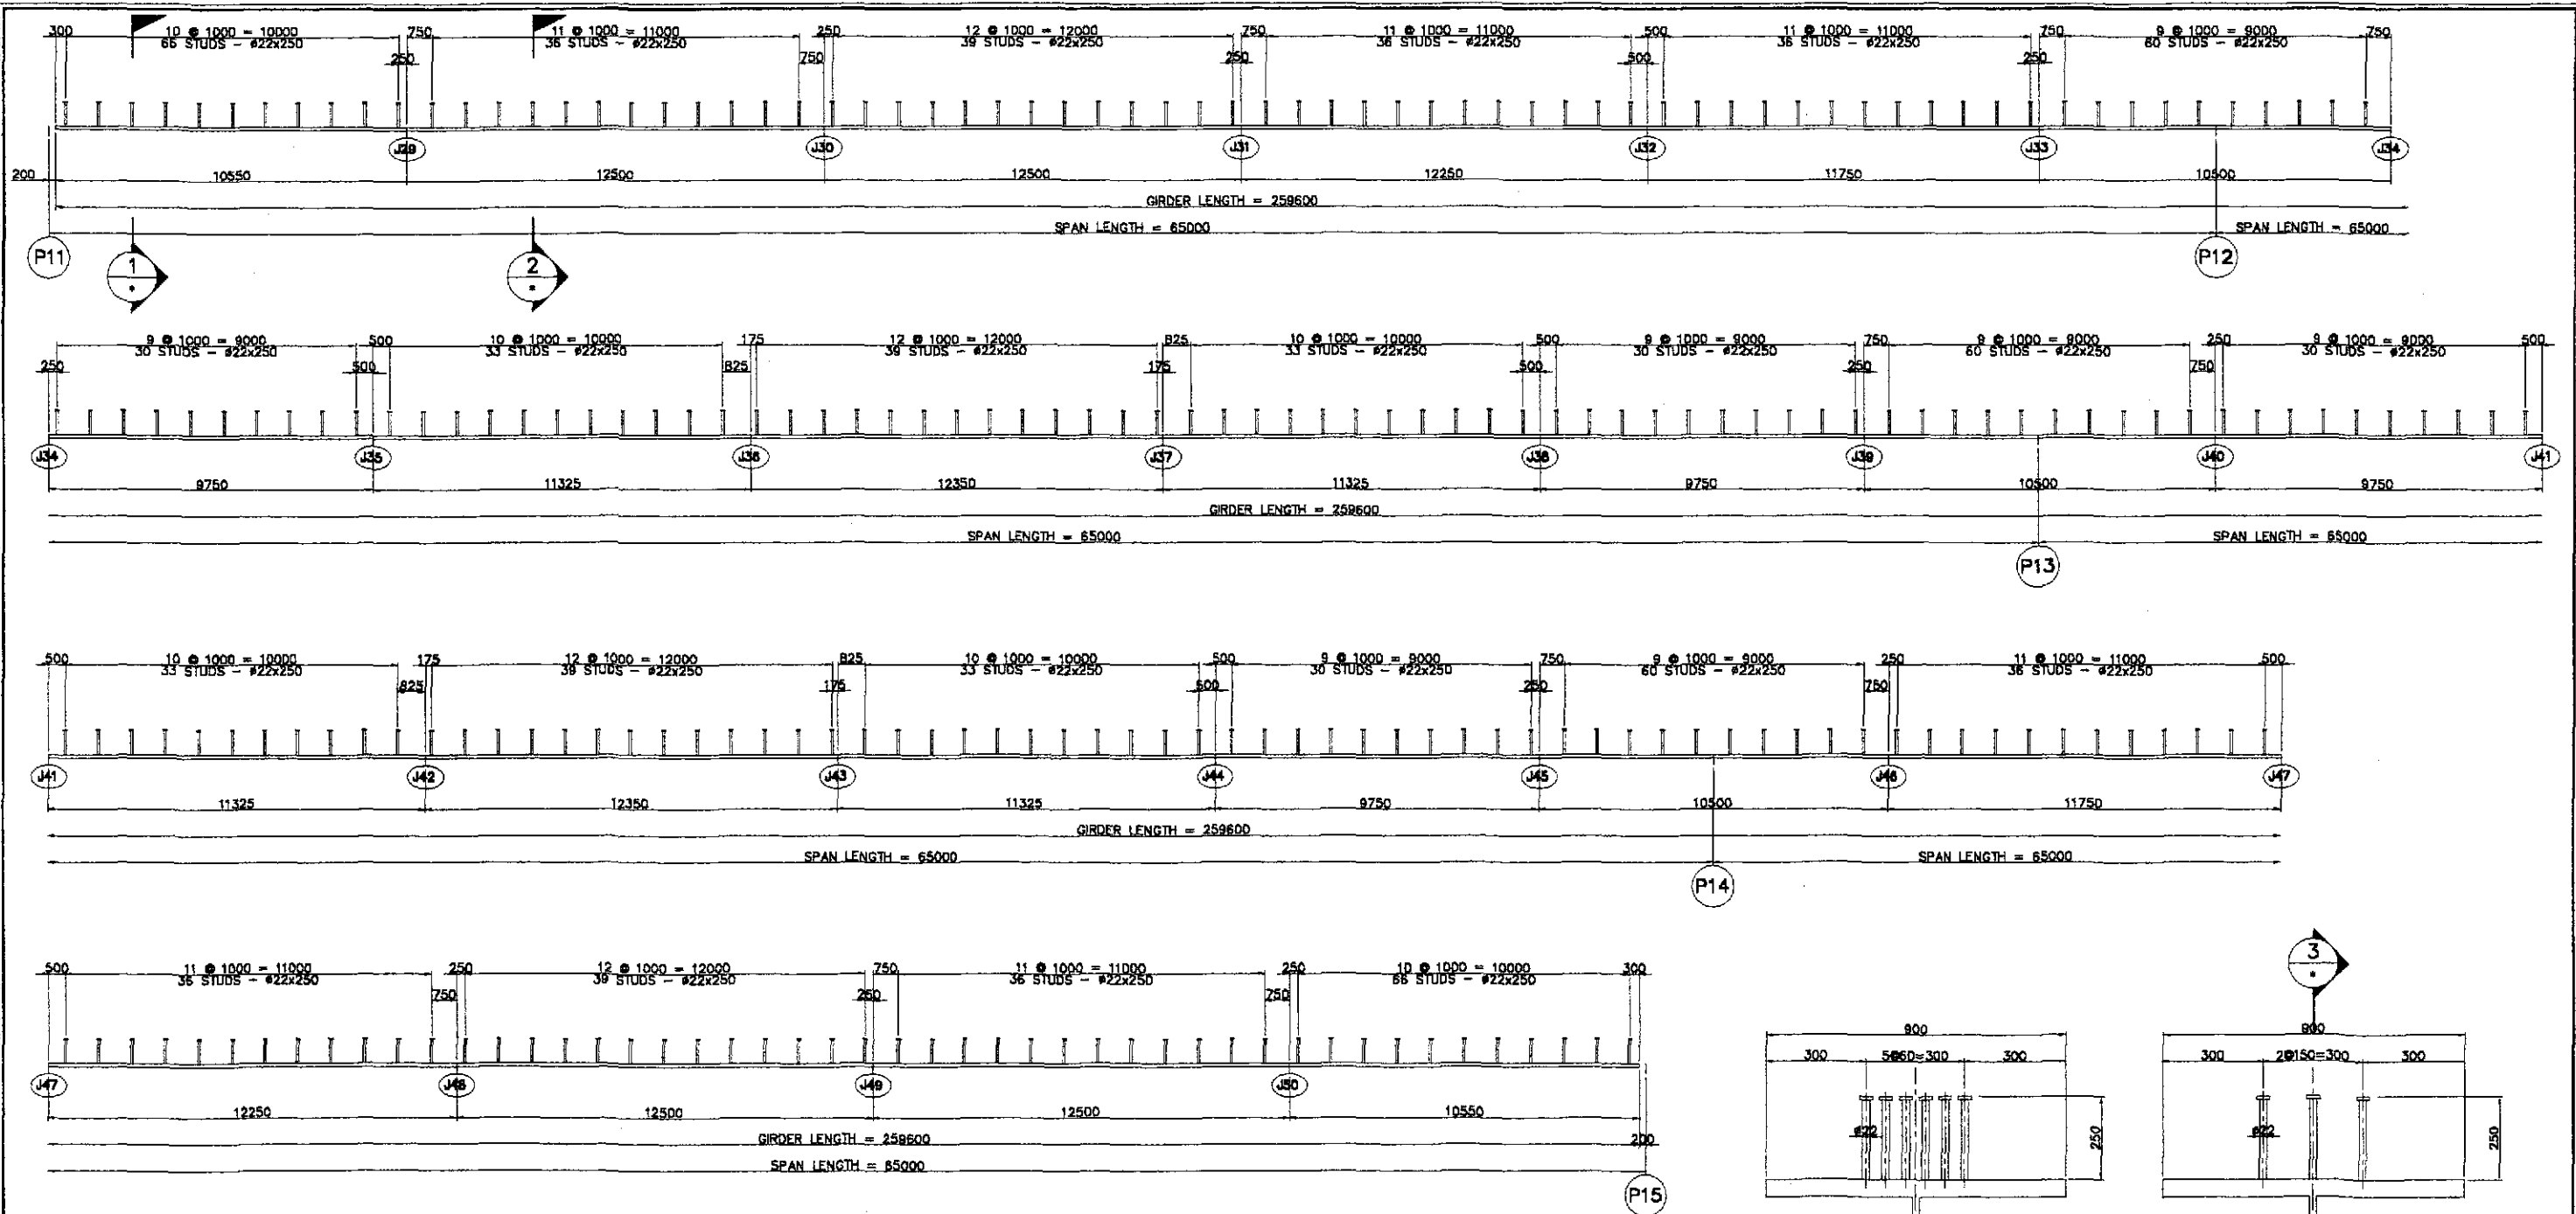 300 10 @ 1000 = 10000 750 11 @ 1000 = 11000 250 12 @ 1000 = 12000 750 11 @ 1000 = 11000 500 11 @ 1000 = 11000 750 9 @ 1000 = 9000 750
66 STUDS - ø22x250 36 STUDS - ø22x250 39 STUDS - ø22x250 36 STUDS - ø22x250 36 STUDS - ø22x250 60 STUDS - ø22x250
250 750 250 500 250
J29 J30 J31 J32 J33 J34
200 10550 12500 12500 12250 11750 10500
GIRDER LENGTH = 259600
SPAN LENGTH = 65000 SPAN LENGTH = 65000
P11 1 2 P12
* *
9 @ 1000 = 9000 500 10 @ 1000 = 10000 175 12 @ 1000 = 12000 825 10 @ 1000 = 10000 500 9 @ 1000 = 9000 750 9 @ 1000 = 9000 250 9 @ 1000 = 9000 500
30 STUDS - ø22x250 33 STUDS - ø22x250 39 STUDS - ø22x250 33 STUDS - ø22x250 30 STUDS - ø22x250 60 STUDS - ø22x250 30 STUDS - ø22x250
250 500 825 175 500 250 750
J34 J35 J36 J37 J38 J39 J40 J41
9750 11325 12350 11325 9750 10500 9750
GIRDER LENGTH = 259600
SPAN LENGTH = 65000 SPAN LENGTH = 65000
P13
500 10 @ 1000 = 10000 175 12 @ 1000 = 12000 825 10 @ 1000 = 10000 500 9 @ 1000 = 9000 750 9 @ 1000 = 9000 250 11 @ 1000 = 11000 500
33 STUDS - ø22x250 39 STUDS - ø22x250 33 STUDS - ø22x250 30 STUDS - ø22x250 60 STUDS - ø22x250 36 STUDS - ø22x250
825 175 500 250 750
J41 J42 J43 J44 J45 J46 J47
11325 12350 11325 9750 10500 11750
GIRDER LENGTH = 259600
SPAN LENGTH = 65000 SPAN LENGTH = 65000
P14
500 11 @ 1000 = 11000 250 12 @ 1000 = 12000 750 11 @ 1000 = 11000 250 10 @ 1000 = 10000 300
36 STUDS - ø22x250 39 STUDS - ø22x250 36 STUDS - ø22x250 66 STUDS - ø22x250
750 250 750
J47 J48 J49 J50
12250 12500 12500 10550
GIRDER LENGTH = 259600 200
SPAN LENGTH = 65000
P15
900
300 5@60=300 300
ø22
250
3
*
900
300 2@150=300 300
ø22
250